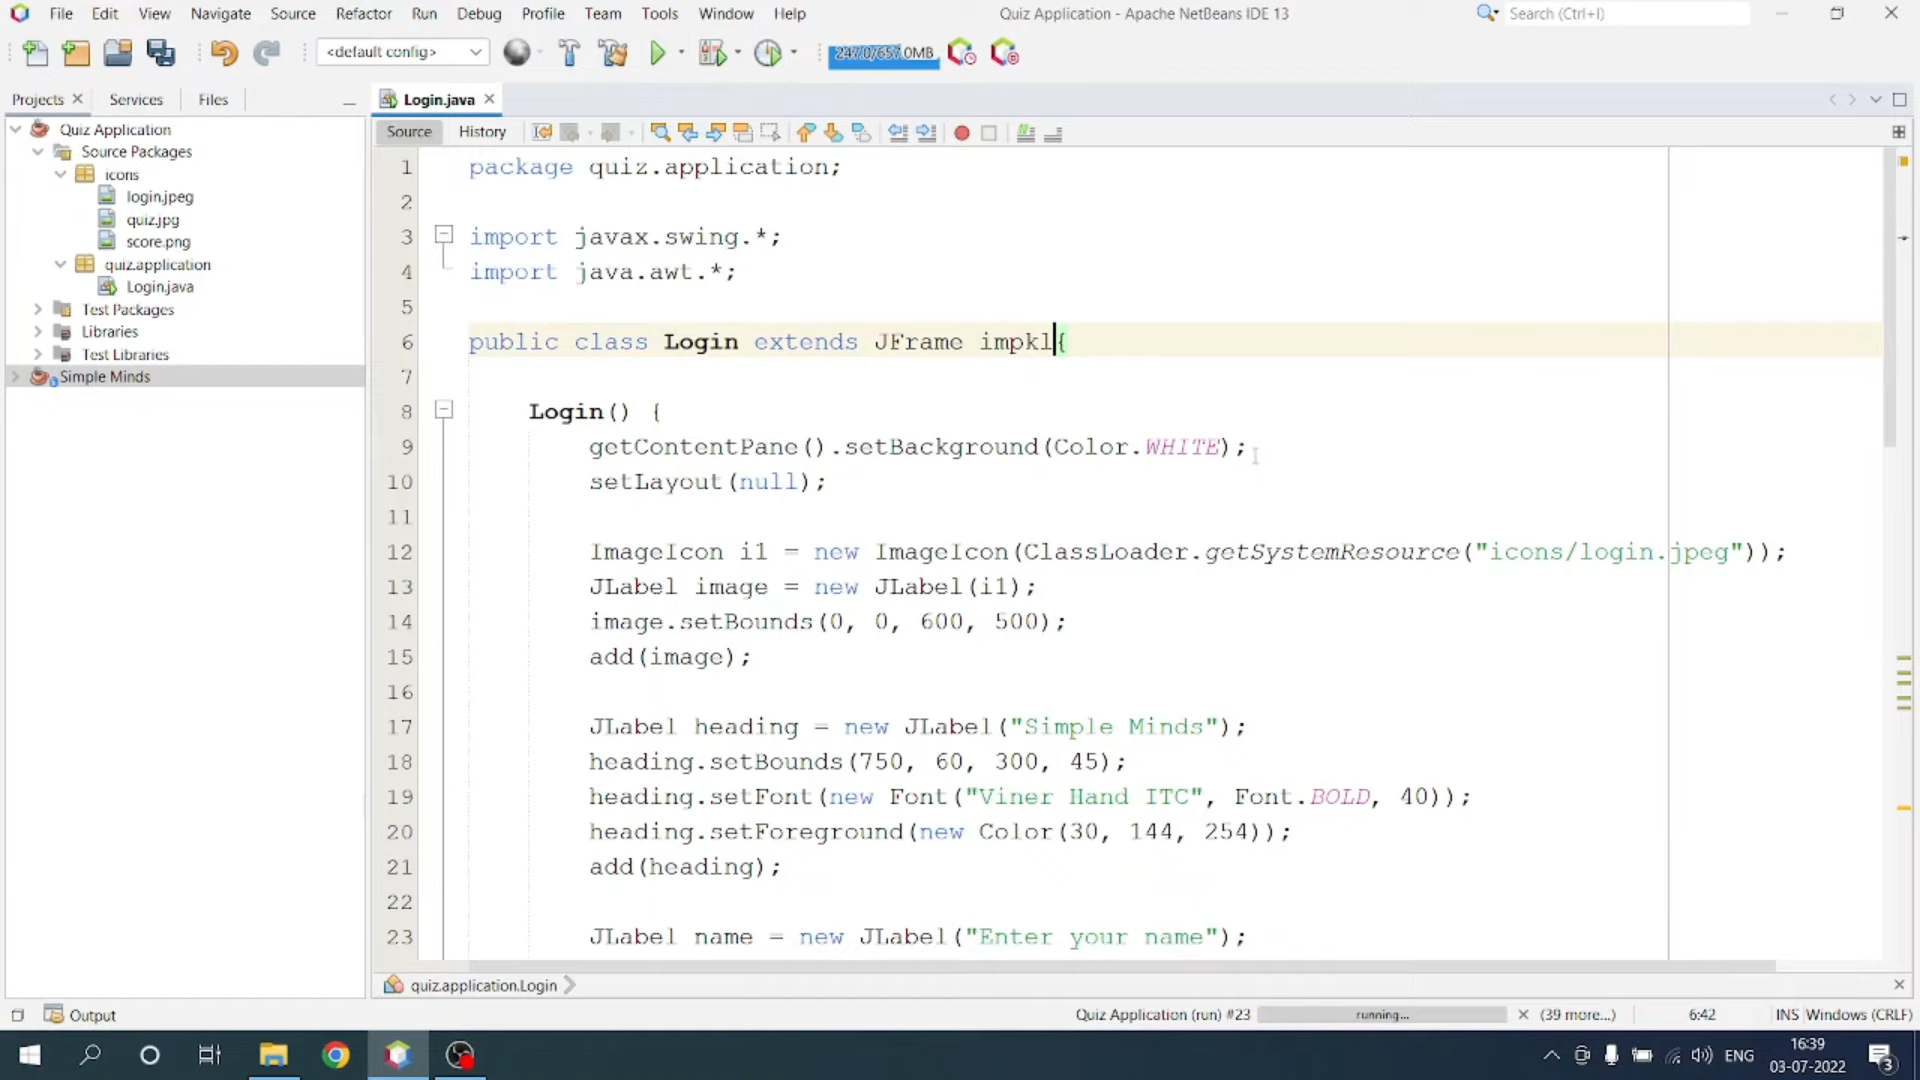 File Edit View Navigate Source Refactor Run Debug Profile Team Tools Window Help Quiz Application - Apache NetBeans IDE 13 Search (Ctrl+I)
<default config> 247.0/657.0MB
Projects Services Files Login.java
Source History
Quiz Application
Source Packages
icons
login.jpeg
quiz.jpg
score.png
quiz.application
Login.java
Test Packages
Libraries
Test Libraries
Simple Minds
1 package quiz.application;
2
3 import javax.swing.*;
4 import java.awt.*;
5
6 public class Login extends JFrame impkl{
7
8 Login() {
9 getContentPane().setBackground(Color.WHITE);
10 setLayout(null);
11
12 ImageIcon i1 = new ImageIcon(ClassLoader.getSystemResource("icons/login.jpeg"));
13 JLabel image = new JLabel(i1);
14 image.setBounds(0, 0, 600, 500);
15 add(image);
16
17 JLabel heading = new JLabel("Simple Minds");
18 heading.setBounds(750, 60, 300, 45);
19 heading.setFont(new Font("Viner Hand ITC", Font.BOLD, 40));
20 heading.setForeground(new Color(30, 144, 254));
21 add(heading);
22
23 JLabel name = new JLabel("Enter your name");
quiz.application.Login
Output Quiz Application (run) #23 running... (39 more...) 6:42 INS Windows (CRLF)
ENG 16:39
03-07-2022 3